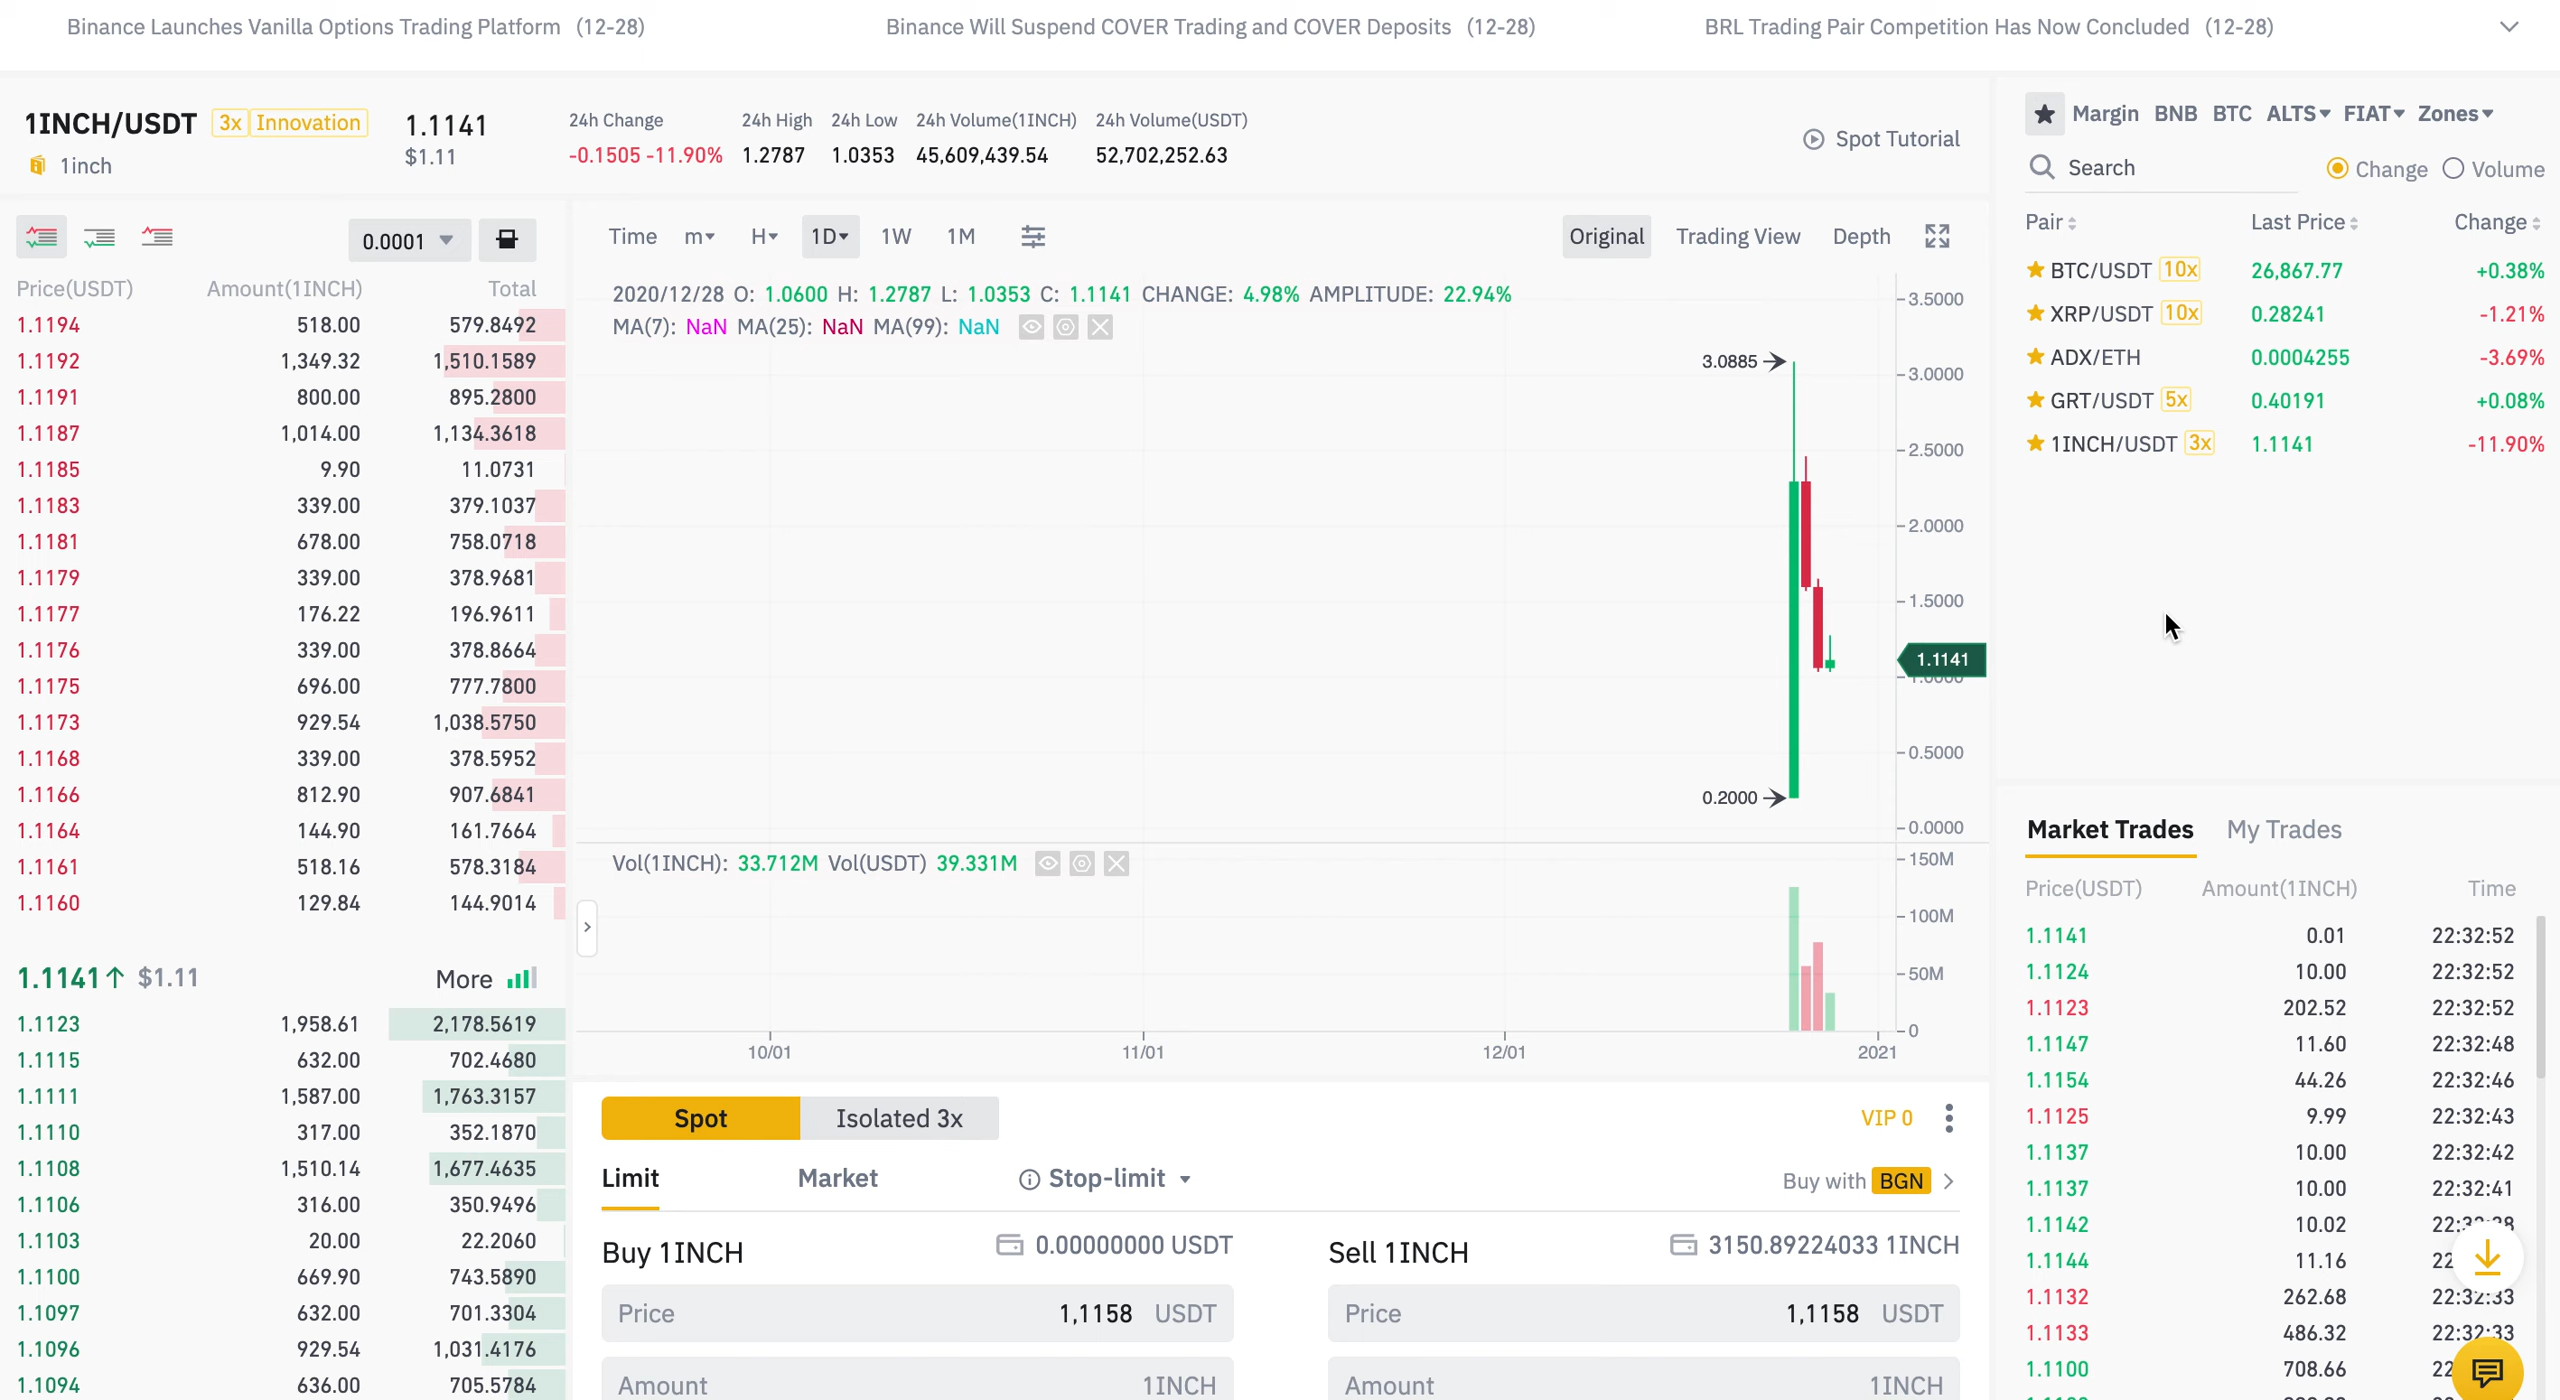 Binance Launches Vanilla Options Trading Platform (12-28)
Binance Will Suspend COVER Trading and COVER Deposits (12-28)
BRL Trading Pair Competition Has Now Concluded (12-28)
1INCH/USDT 3x Innovation
1inch
1.1141
$1.11
24h Change
-0.1505 -11.90%
24h High
1.2787
24h Low
1.0353
24h Volume(1INCH)
45,609,439.54
24h Volume(USDT)
52,702,252.63
Spot Tutorial
0.0001
Price(USDT) Amount(1INCH) Total
1.1194 518.00 579.8492
1.1192 1,349.32 1,510.1589
1.1191 800.00 895.2800
1.1187 1,014.00 1,134.3618
1.1185 9.90 11.0731
1.1183 339.00 379.1037
1.1181 678.00 758.0718
1.1179 339.00 378.9681
1.1177 176.22 196.9611
1.1176 339.00 378.8664
1.1175 696.00 777.7800
1.1173 929.54 1,038.5750
1.1168 339.00 378.5952
1.1166 812.90 907.6841
1.1164 144.90 161.7664
1.1161 518.16 578.3184
1.1160 129.84 144.9014
1.1141↑ $1.11 More
1.1123 1,958.61 2,178.5619
1.1115 632.00 702.4680
1.1111 1,587.00 1,763.3157
1.1110 317.00 352.1870
1.1108 1,510.14 1,677.4635
1.1106 316.00 350.9496
1.1103 20.00 22.2060
1.1100 669.90 743.5890
1.1097 632.00 701.3304
1.1096 929.54 1,031.4176
1.1094 636.00 705.5784
Time m H 1D 1W 1M
Original Trading View Depth
2020/12/28 O: 1.0600 H: 1.2787 L: 1.0353 C: 1.1141 CHANGE: 4.98% AMPLITUDE: 22.94%
MA(7): NaN MA(25): NaN MA(99): NaN
3.0885
0.2000
3.5000
3.0000
2.5000
2.0000
1.5000
1.1141
1.0000
0.5000
0.0000
Vol(1INCH): 33.712M Vol(USDT) 39.331M
150M
100M
50M
0
10/01 11/01 12/01 2021
Spot Isolated 3x
VIP 0
Limit Market Stop-limit
Buy with BGN
Buy 1INCH 0.00000000 USDT
Price 1,1158 USDT
Amount 1INCH
Sell 1INCH 3150.89224033 1INCH
Price 1,1158 USDT
Amount 1INCH
Margin BNB BTC ALTS FIAT Zones
Search Change Volume
Pair Last Price Change
BTC/USDT 10x 26,867.77 +0.38%
XRP/USDT 10x 0.28241 -1.21%
ADX/ETH 0.0004255 -3.69%
GRT/USDT 5x 0.40191 +0.08%
1INCH/USDT 3x 1.1141 -11.90%
Market Trades My Trades
Price(USDT) Amount(1INCH) Time
1.1141 0.01 22:32:52
1.1124 10.00 22:32:52
1.1123 202.52 22:32:52
1.1147 11.60 22:32:48
1.1154 44.26 22:32:46
1.1125 9.99 22:32:43
1.1137 10.00 22:32:42
1.1137 10.00 22:32:41
1.1142 10.02 22:32:38
1.1144 11.16 22
1.1132 262.68 22:32:33
1.1133 486.32 22:32:33
1.1100 708.66 22